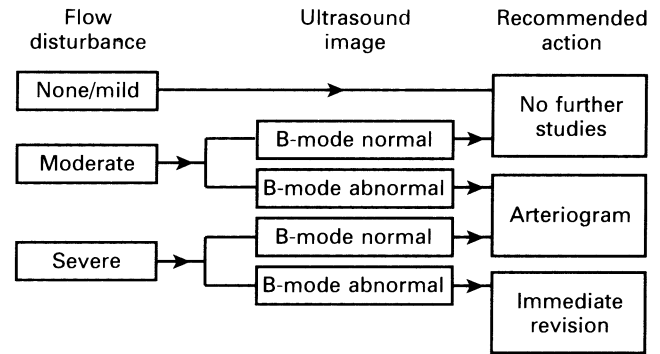 Flow
disturbance
Ultrasound
image
Recommended
action
None/mild
No further
studies
Moderate
B-mode normal
B-mode abnormal
Arteriogram
Severe
B-mode normal
B-mode abnormal
Immediate
revision